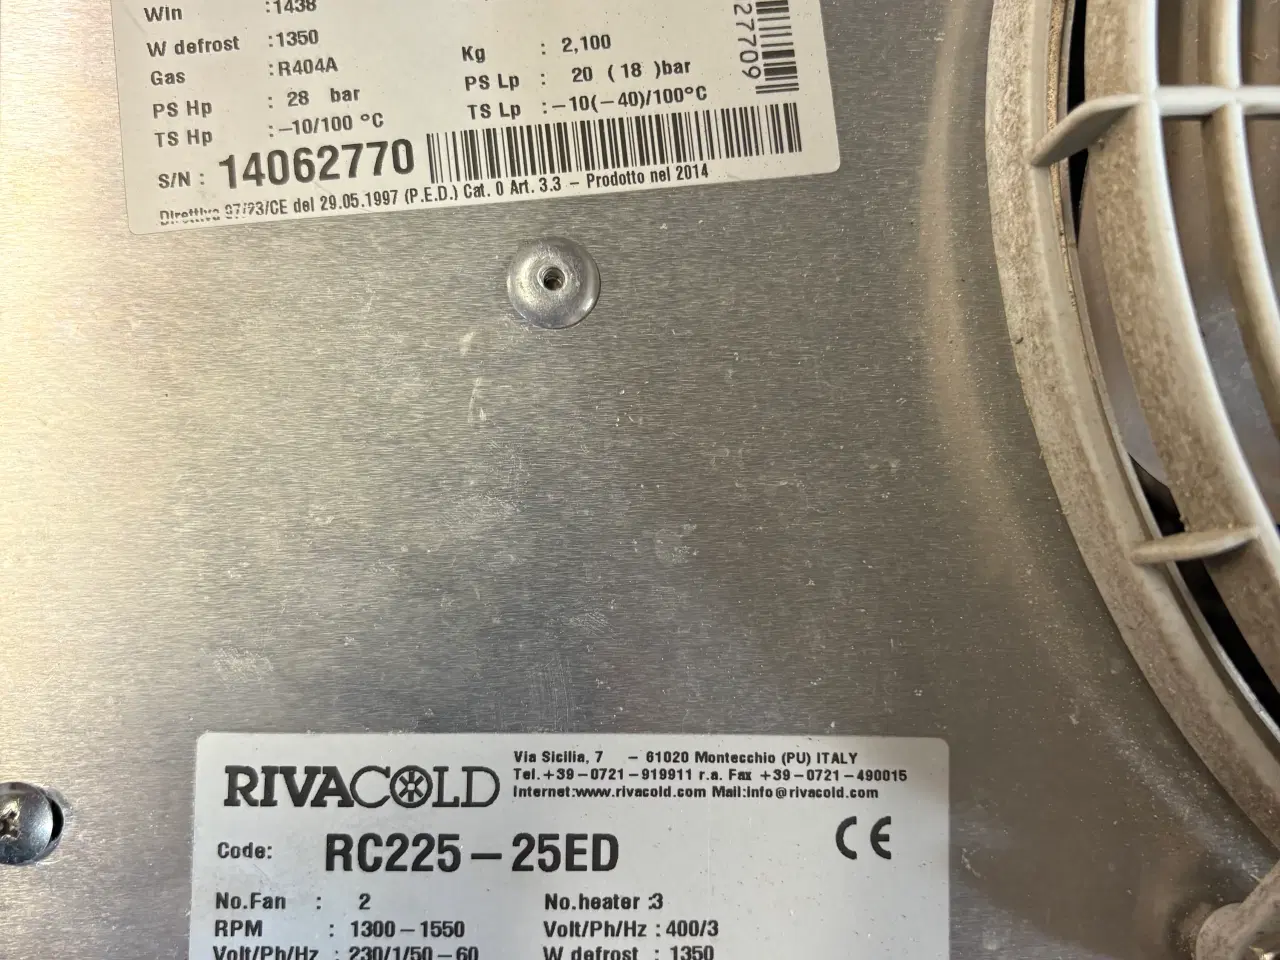 Win :1438
W defrost :1350
Gas :R404A
Kg : 2,100
PS Hp : 28 bar
PS Lp : 20 ( 18 )bar
TS Hp :-10/100 °C
TS Lp :-10(-40)/100°C
S/N : 14062770
27709
Direttiva 97/23/CE del 29.05.1997 (P.E.D.) Cat. 0 Art. 3.3 - Prodotto nel 2014
RIVACOLD
Via Sicilia, 7 - 61020 Montecchio (PU) ITALY
Tel.+39-0721-919911 r.a. Fax +39-0721-490015
Internet:www.rivacold.com Mail:info@rivacold.com
Code: RC225-25ED
CE
No.Fan : 2
No.heater :3
RPM : 1300-1550
Volt/Ph/Hz : 400/3
Volt/Ph/Hz : 230/1/50-60
W defrost : 1350